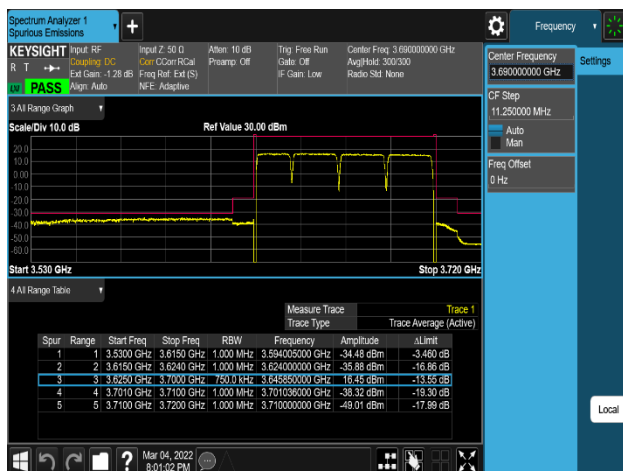 Spectrum Analyzer 1
Spurious Emissions
Frequency
KEYSIGHT Input: RF Input Z: 50 Ω Atten: 10 dB Trig: Free Run Center Freq: 3.690000000 GHz
R T Coupling: DC Corr CCorr RCal Preamp: Off Gate: Off Avg|Hold: 300/300
Ext Gain: -1.28 dB Freq Ref: Ext (S) IF Gain: Low Radio Std: None
PASS Align: Auto NFE: Adaptive
Center Frequency
3.690000000 GHz
Settings
CF Step
11.250000 MHz
Auto
Man
Freq Offset
0 Hz
3 All Range Graph
Scale/Div 10.0 dB Ref Value 30.00 dBm
20.0
10.0
0.00
-10.0
-20.0
-30.0
-40.0
-50.0
-60.0
Start 3.530 GHz Stop 3.720 GHz
4 All Range Table
Measure Trace Trace 1
Trace Type Trace Average (Active)
Spur Range Start Freq Stop Freq RBW Frequency Amplitude ΔLimit
1 1 3.5300 GHz 3.6150 GHz 1.000 MHz 3.594005000 GHz -34.48 dBm -3.460 dB
2 2 3.6150 GHz 3.6240 GHz 1.000 MHz 3.624000000 GHz -35.88 dBm -16.86 dB
3 3 3.6250 GHz 3.7000 GHz 750.0 kHz 3.645850000 GHz 16.45 dBm -13.55 dB
4 4 3.7010 GHz 3.7100 GHz 1.000 MHz 3.701036000 GHz -38.32 dBm -19.30 dB
5 5 3.7100 GHz 3.7200 GHz 1.000 MHz 3.710000000 GHz -49.01 dBm -17.99 dB
Local
?
Mar 04, 2022
8:01:02 PM